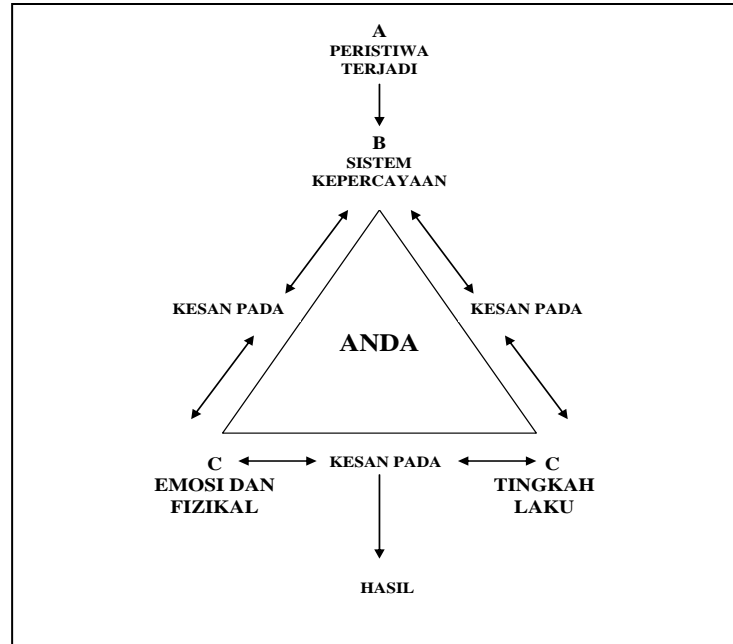 A
PERISTIWA
TERJADI
B
SISTEM
KEPERCAYAAN
KESAN PADA
KESAN PADA
ANDA
C
EMOSI DAN
FIZIKAL
KESAN PADA
C
TINGKAH
LAKU
HASIL